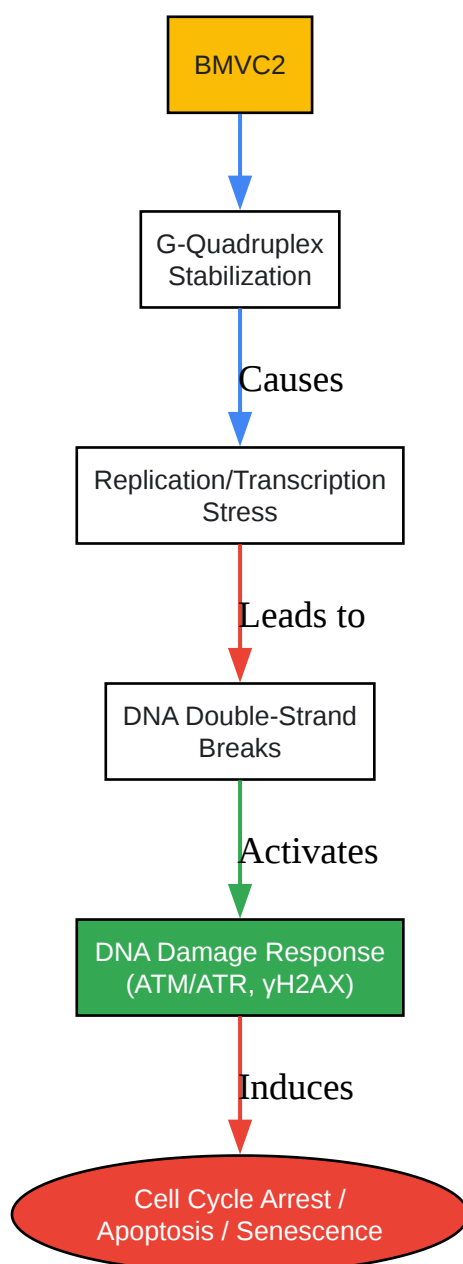 BMVC2
G-Quadruplex
Stabilization
Causes
Replication/Transcription
Stress
Leads to
DNA Double-Strand
Breaks
Activates
DNA Damage Response
(ATM/ATR, γH2AX)
Induces
Cell Cycle Arrest /
Apoptosis / Senescence